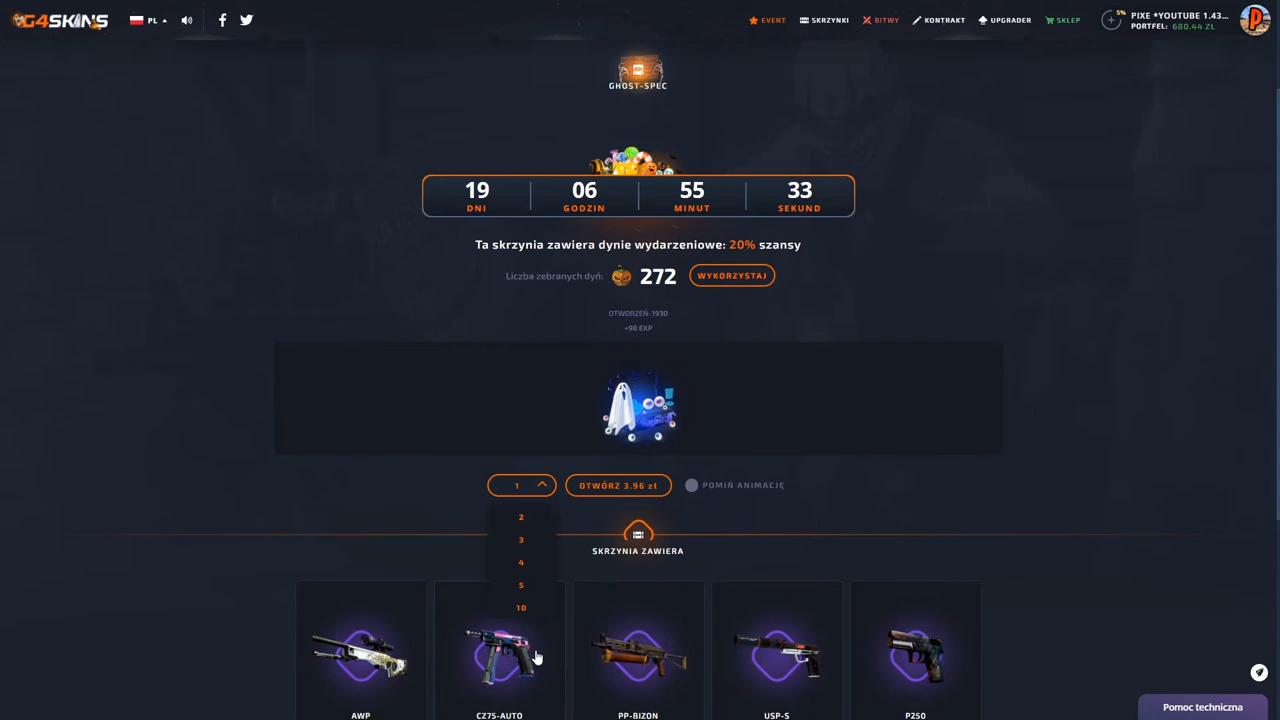 G4SKINS
PL
EVENT
SKRZYNKI
BITWY
KONTRAKT
UPGRADER
SKLEP
5%
PIXE *YOUTUBE 1.43...
PORTFEL: 680.44 ZŁ
GHOST-SPEC
19 06 55 33
DNI GODZIN MINUT SEKUND
Ta skrzynia zawiera dynie wydarzeniowe: 20% szansy
Liczba zebranych dyń: 272 WYKORZYSTAJ
OTWORZEŃ: 1930
+98 EXP
1 OTWÓRZ 3.96 zł POMIŃ ANIMACJĘ
2
3
4
5
10
SKRZYNIA ZAWIERA
AWP CZ75-AUTO PP-BIZON USP-S P250
Pomoc techniczna